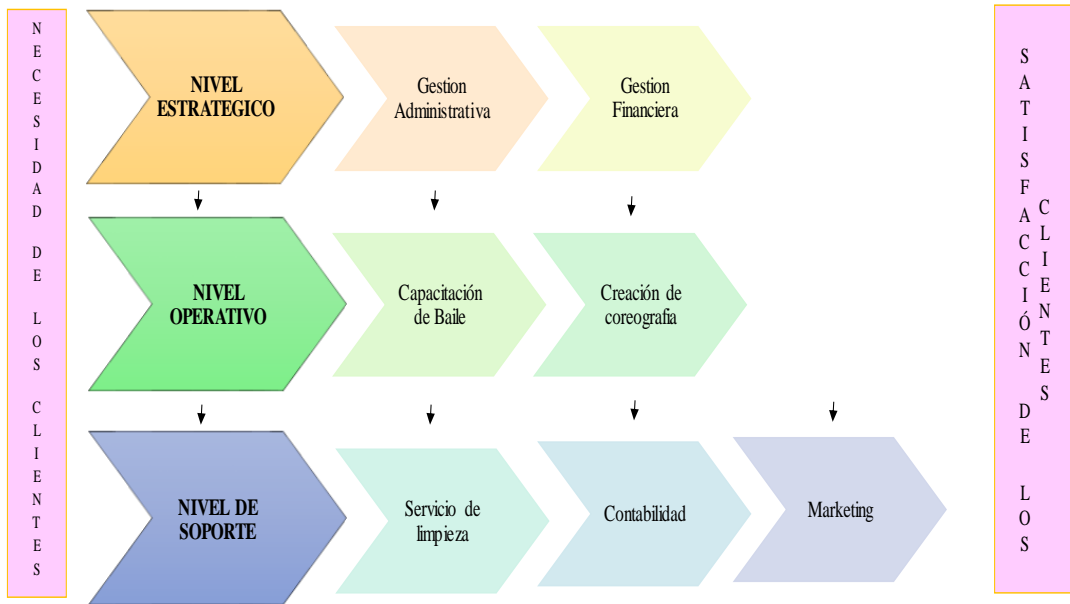 NECESIDAD DE LOS CLIENTES
NIVEL
ESTRATEGICO
Gestion
Administrativa
Gestion
Financiera
NIVEL
OPERATIVO
Capacitación
de Baile
Creación de
coreografia
NIVEL DE
SOPORTE
Servicio de
limpieza
Contabilidad
Marketing
SATISFACCIÓN DE LOS
CLIENTES